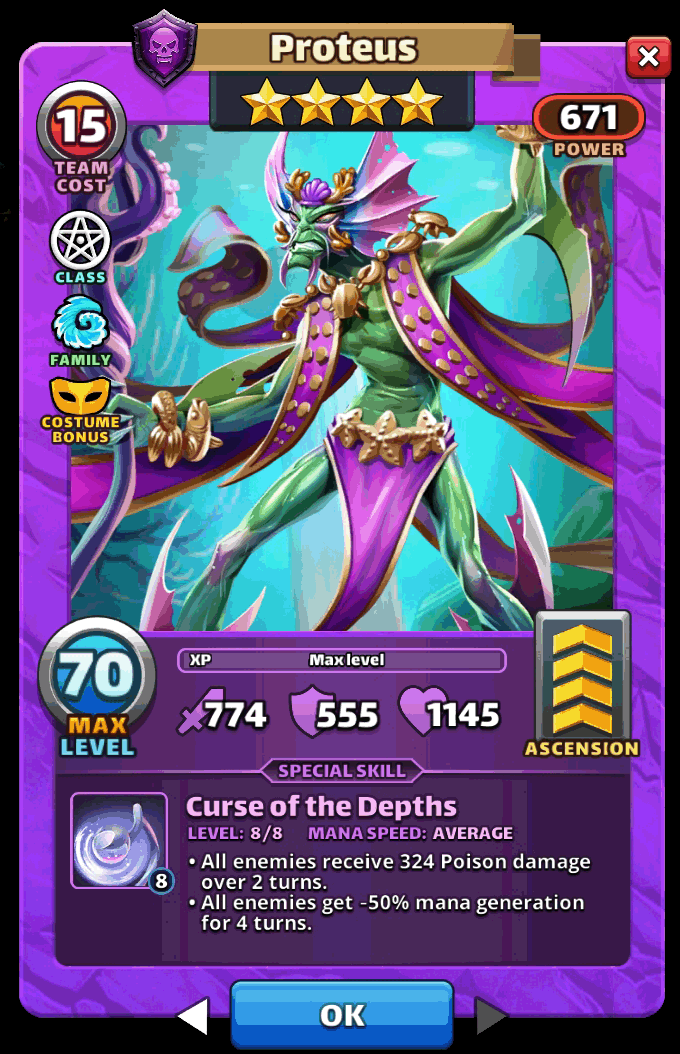 Proteus
15
TEAM
COST
671
POWER
CLASS
FAMILY
COSTUME
BONUS
70
MAX
LEVEL
XP Max level
774 555 1145
ASCENSION
SPECIAL SKILL
Curse of the Depths
LEVEL: 8/8 MANA SPEED: AVERAGE
8
• All enemies receive 324 Poison damage
over 2 turns.
• All enemies get -50% mana generation
for 4 turns.
OK